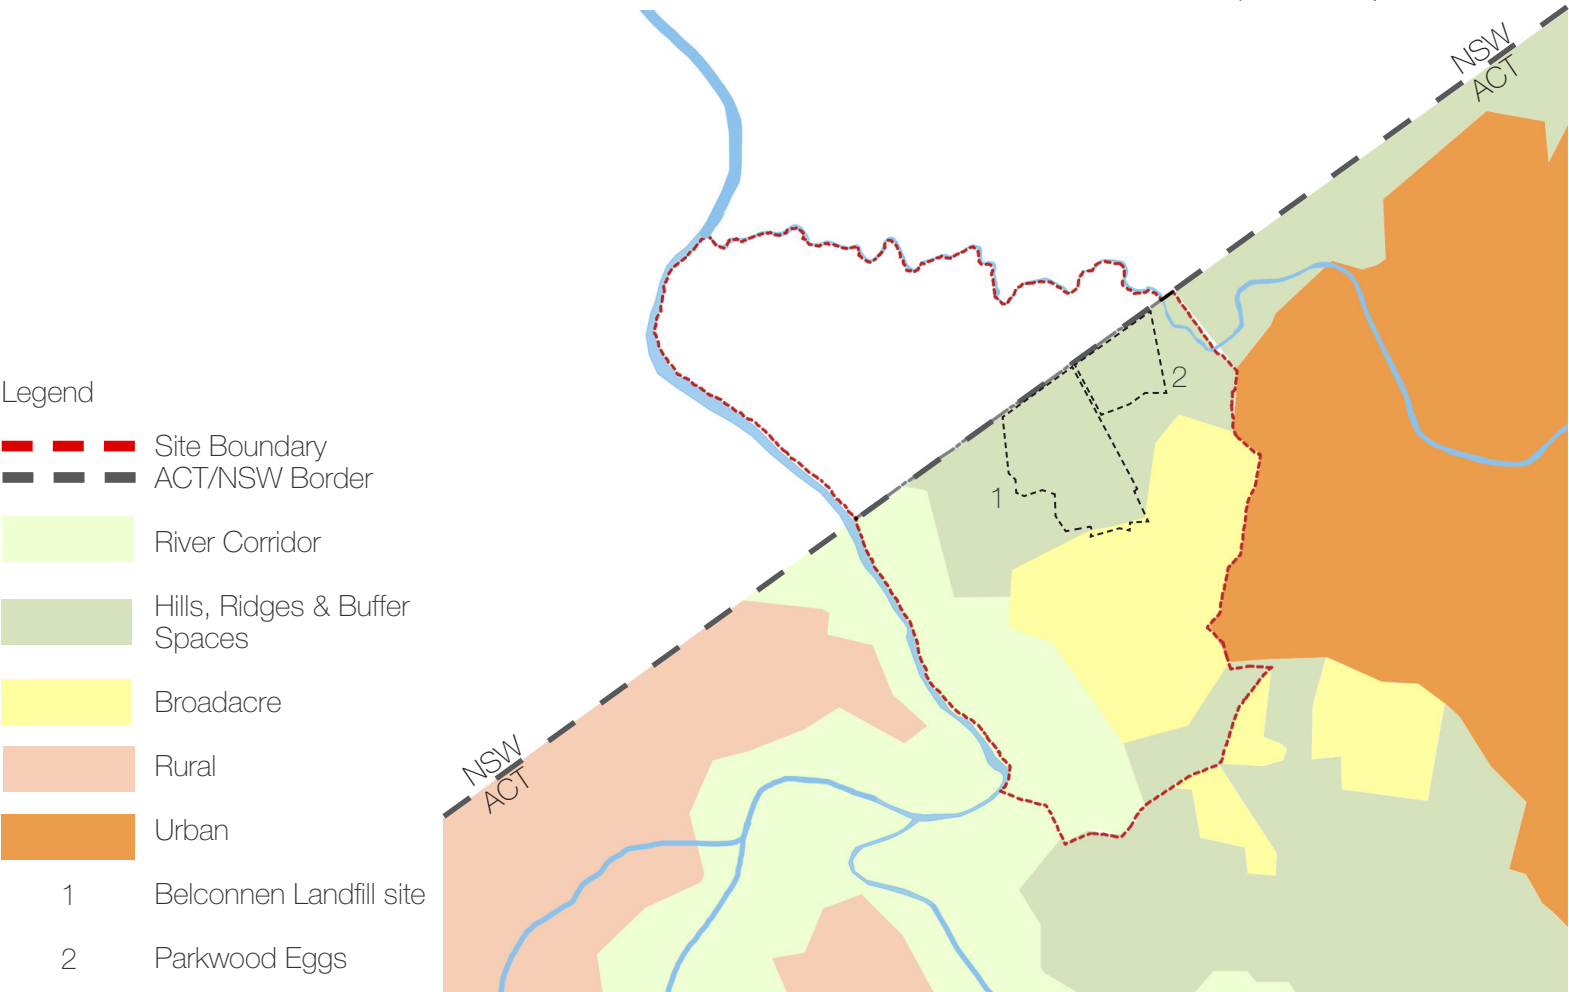 NSW
ACT
Legend
Site Boundary
ACT/NSW Border
River Corridor
Hills, Ridges & Buffer
Spaces
Broadacre
Rural
Urban
1 Belconnen Landfill site
2 Parkwood Eggs
2
1
NSW
ACT